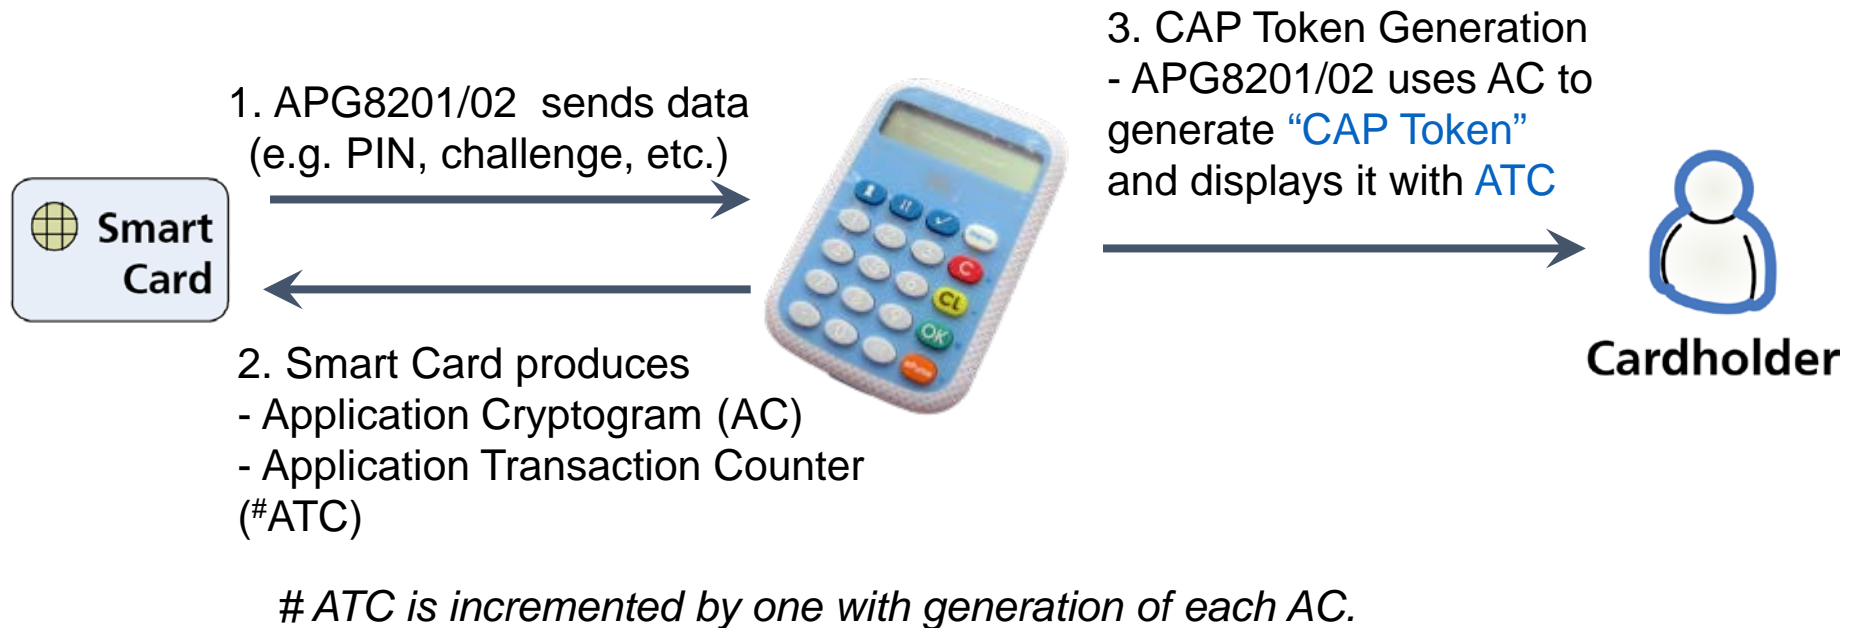 1. APG8201/02 sends data
(e.g. PIN, challenge, etc.)
Smart
Card
2. Smart Card produces
- Application Cryptogram (AC)
- Application Transaction Counter
(#ATC)
C
CL
OK
3. CAP Token Generation
- APG8201/02 uses AC to
generate “CAP Token”
and displays it with ATC
Cardholder
# ATC is incremented by one with generation of each AC.